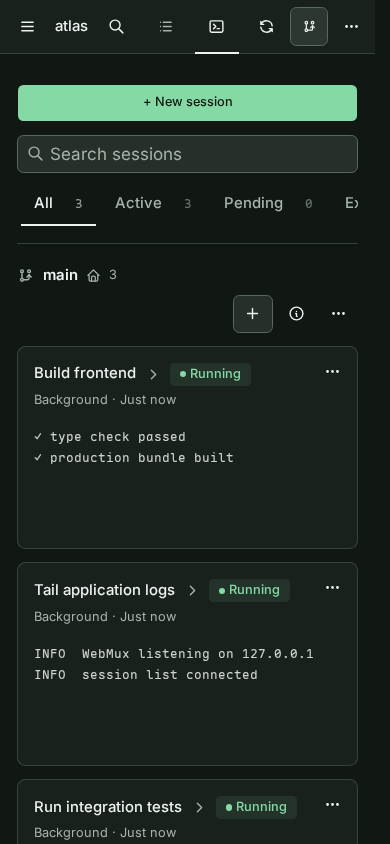 atlas
+ New session
Search sessions
All 3 Active 3 Pending 0 Ex
main 3
Build frontend Running
Background · Just now
✓ type check passed
✓ production bundle built
Tail application logs Running
Background · Just now
INFO  WebMux listening on 127.0.0.1
INFO  session list connected
Run integration tests Running
Background · Just now